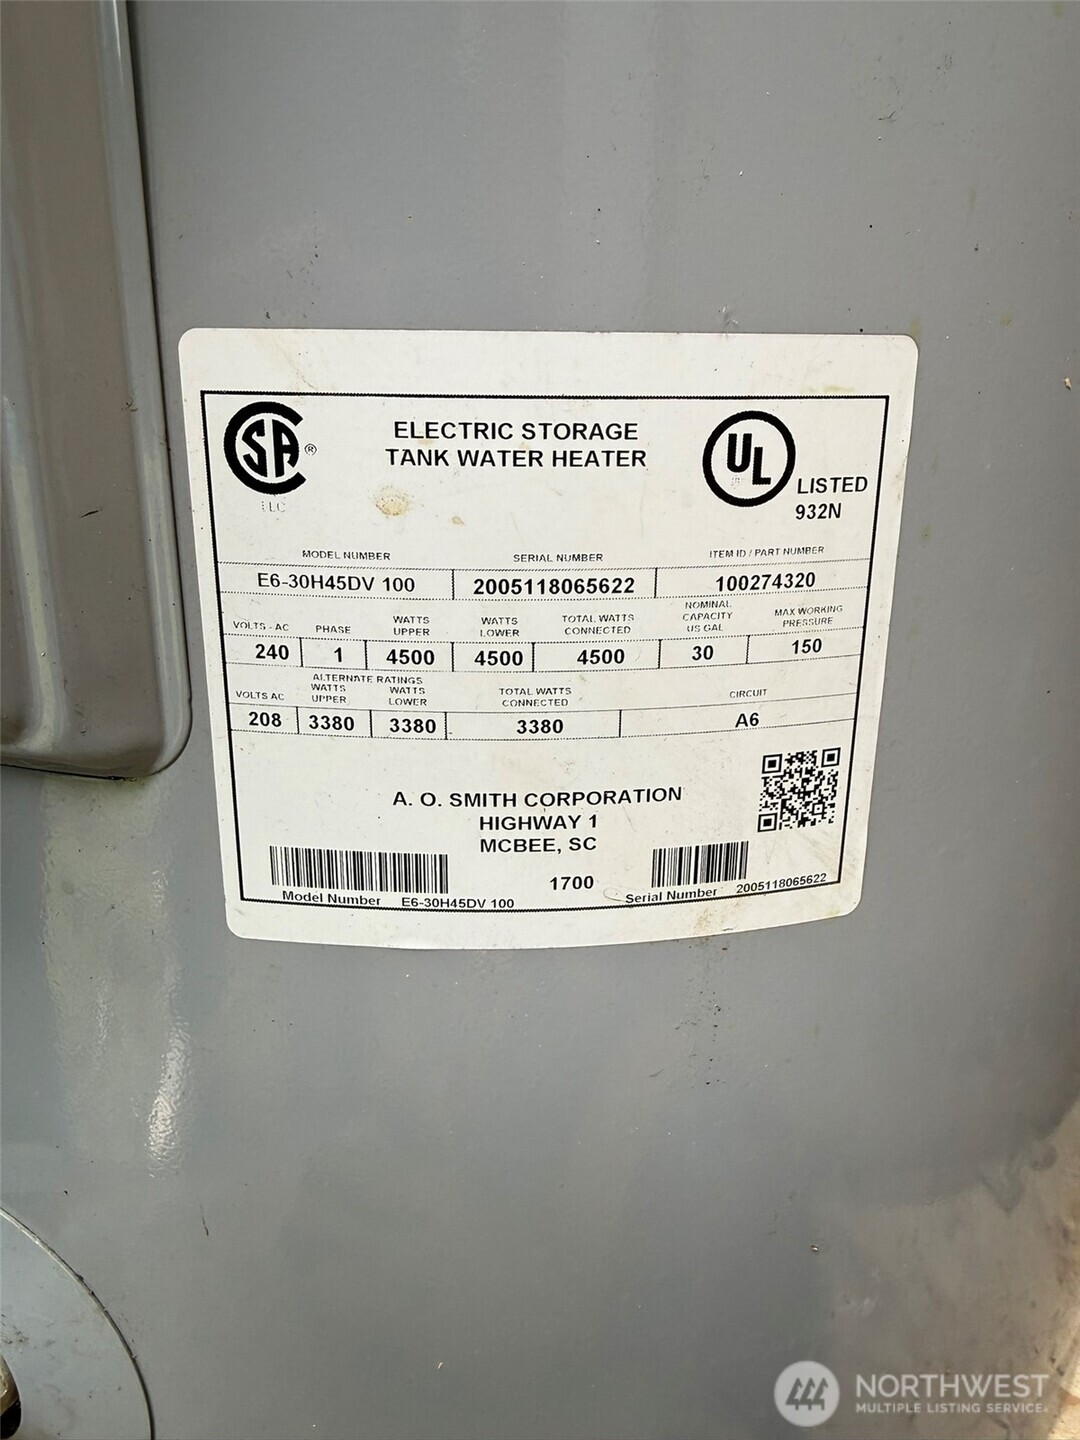 CSA ®
ELECTRIC STORAGE
TANK WATER HEATER
UL
LISTED
932N
MODEL NUMBER SERIAL NUMBER ITEM ID / PART NUMBER
E6-30H45DV 100 2005118065622 100274320
VOLTS - AC PHASE WATTS UPPER WATTS LOWER TOTAL WATTS CONNECTED NOMINAL CAPACITY US GAL MAX WORKING PRESSURE
240 1 4500 4500 4500 30 150
ALTERNATE RATINGS
VOLTS AC WATTS UPPER WATTS LOWER TOTAL WATTS CONNECTED CIRCUIT
208 3380 3380 3380 A6
A. O. SMITH CORPORATION
HIGHWAY 1
MCBEE, SC
1700
Model Number E6-30H45DV 100 Serial Number 2005118065622
NORTHWEST
MULTIPLE LISTING SERVICE